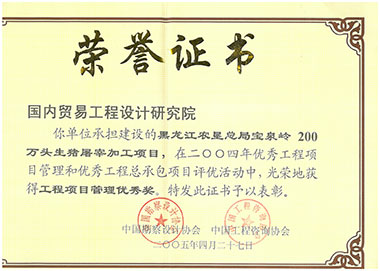 荣誉证书
国内贸易工程设计研究院
你单位承担建设的黑龙江农垦总局宝泉岭 200
万头生猪屠宰加工项目，在二〇〇四年优秀工程项
目管理和优秀工程总承包项目评优活动中，光荣地获
得工程项目管理优秀奖。特发此证书予以表彰。
中国勘察设计协会 中国工程咨询协会
二〇〇五年四月二十七日